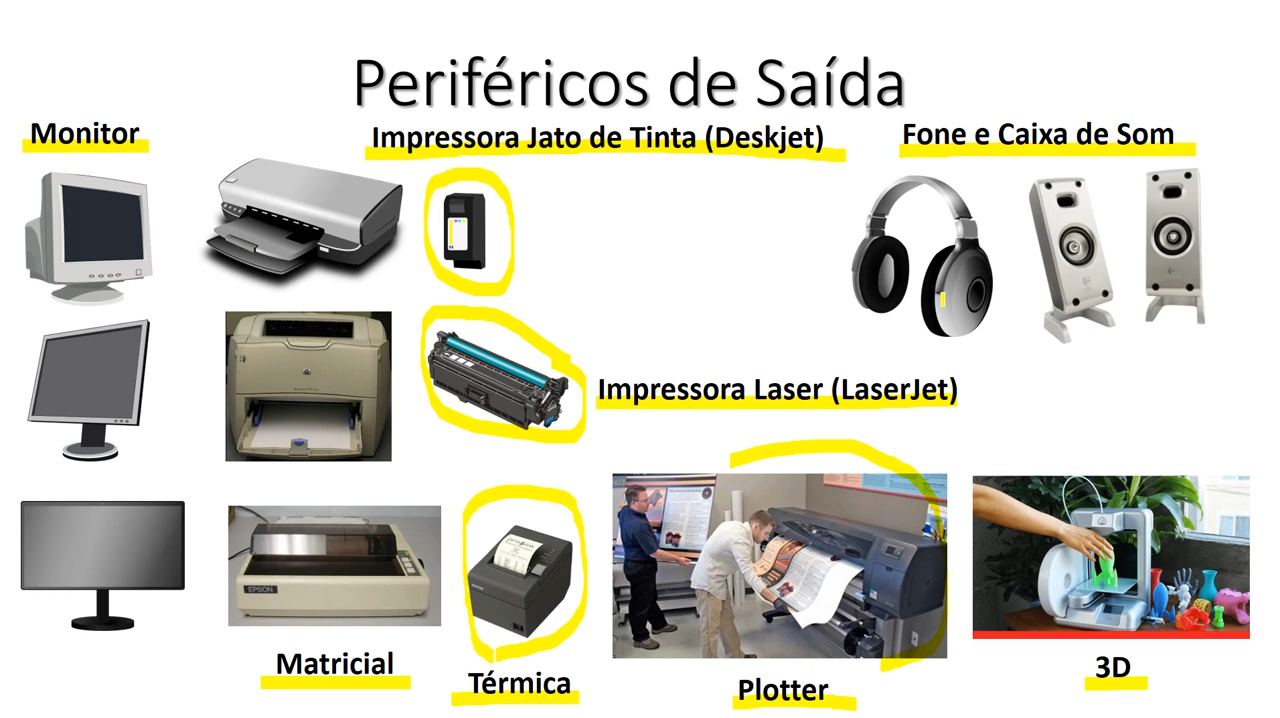 Periféricos de Saída
Monitor
Impressora Jato de Tinta (Deskjet)
Fone e Caixa de Som
Impressora Laser (LaserJet)
EPSON
Matricial
Térmica
Plotter
3D